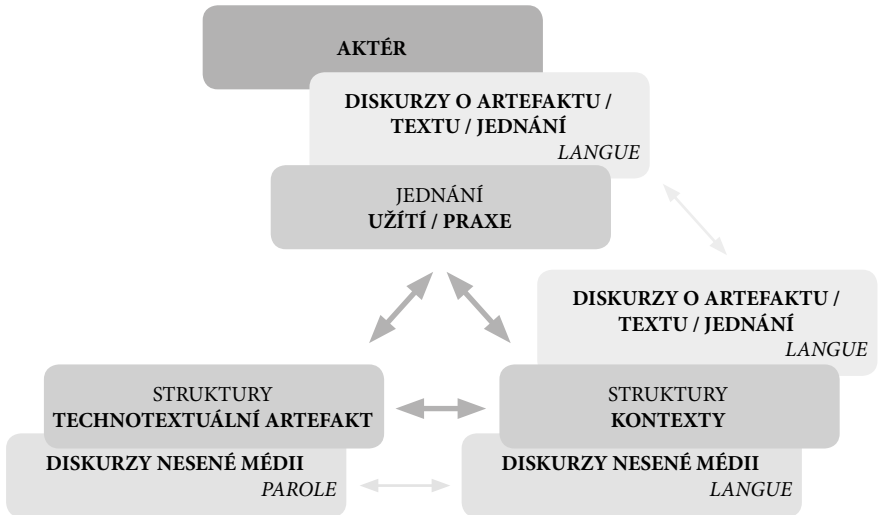 AKTÉR
DISKURZY O ARTEFAKTU /
TEXTU / JEDNÁNÍ
LANGUE
JEDNÁNÍ
UŽÍTÍ / PRAXE
DISKURZY O ARTEFAKTU /
TEXTU / JEDNÁNÍ
LANGUE
STRUKTURY
TECHNOTEXTUÁLNÍ ARTEFAKT
STRUKTURY
KONTEXTY
DISKURZY NESENÉ MÉDII
PAROLE
DISKURZY NESENÉ MÉDII
LANGUE